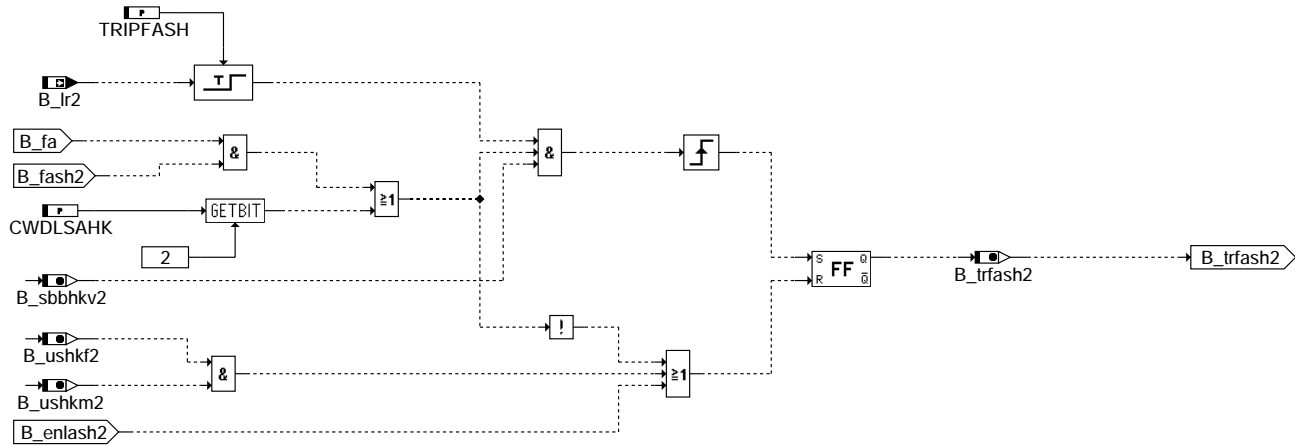 P
TRIPFASH
T
B_lr2
B_fa
&
B_fash2
&
≥1
P
GETBIT
CWDLSAHK
2
S Q
FF
R Q̅
B_trfash2
B_trfash2
B_sbbhkv2
!
B_ushkf2
&
≥1
B_ushkm2
B_enlash2